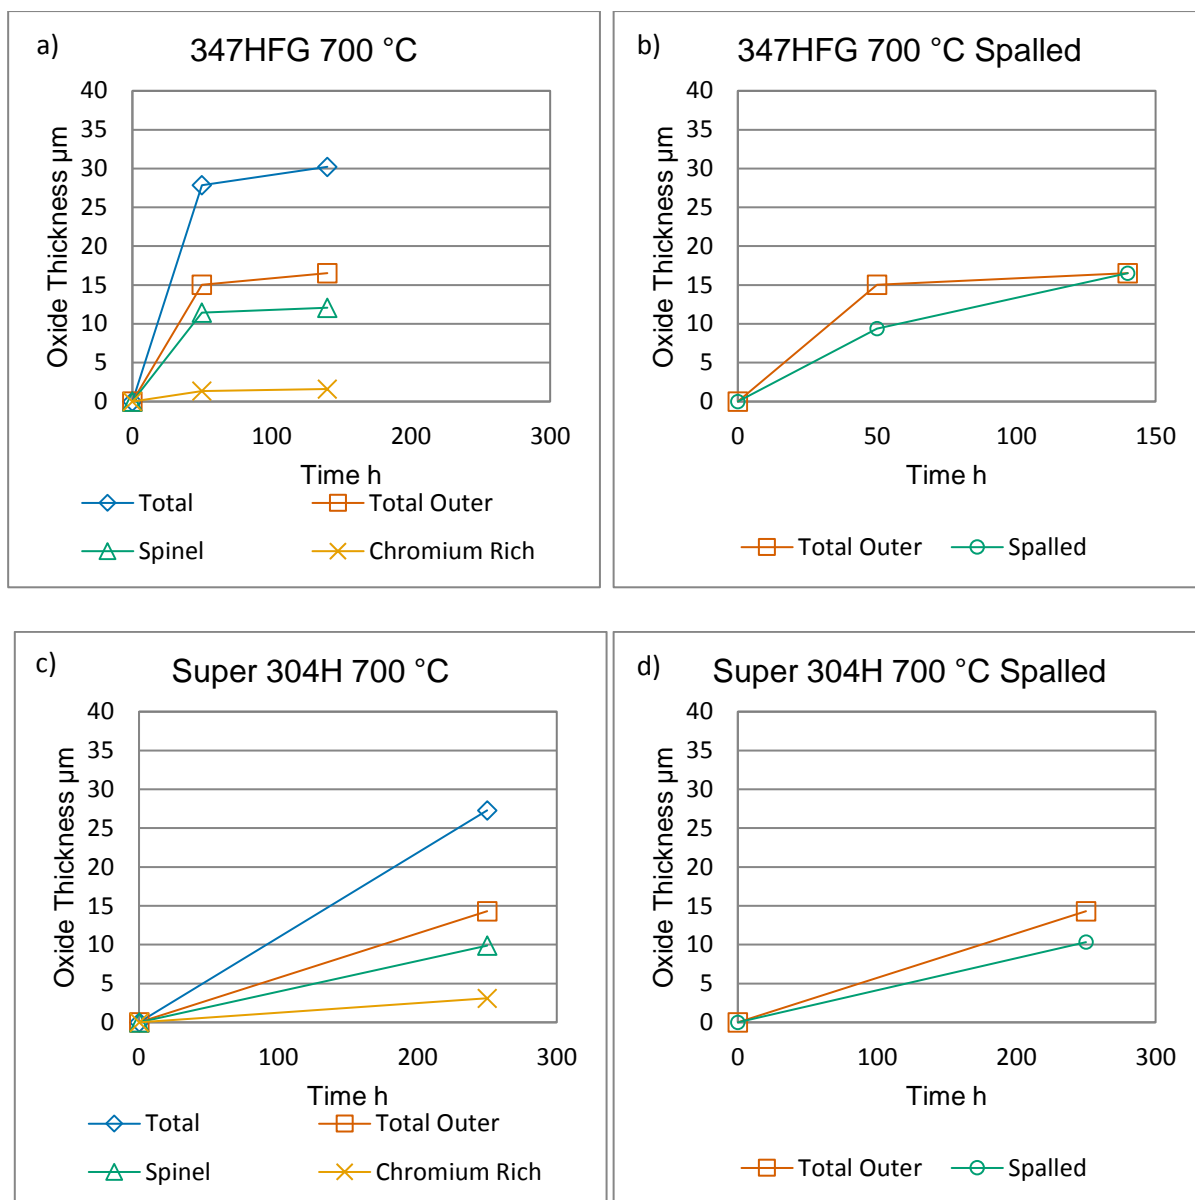 a)
347HFG 700 °C
40
35
30
25
20
15
10
5
0
Oxide Thickness µm
0 100 200 300
Time h
Total Total Outer
Spinel Chromium Rich
b)
347HFG 700 °C Spalled
40
35
30
25
20
15
10
5
0
Oxide Thickness µm
0 50 100 150
Time h
Total Outer Spalled
c)
Super 304H 700 °C
40
35
30
25
20
15
10
5
0
Oxide Thickness µm
0 100 200 300
Time h
Total Total Outer
Spinel Chromium Rich
d)
Super 304H 700 °C Spalled
40
35
30
25
20
15
10
5
0
Oxide Thickness µm
0 100 200 300
Time h
Total Outer Spalled